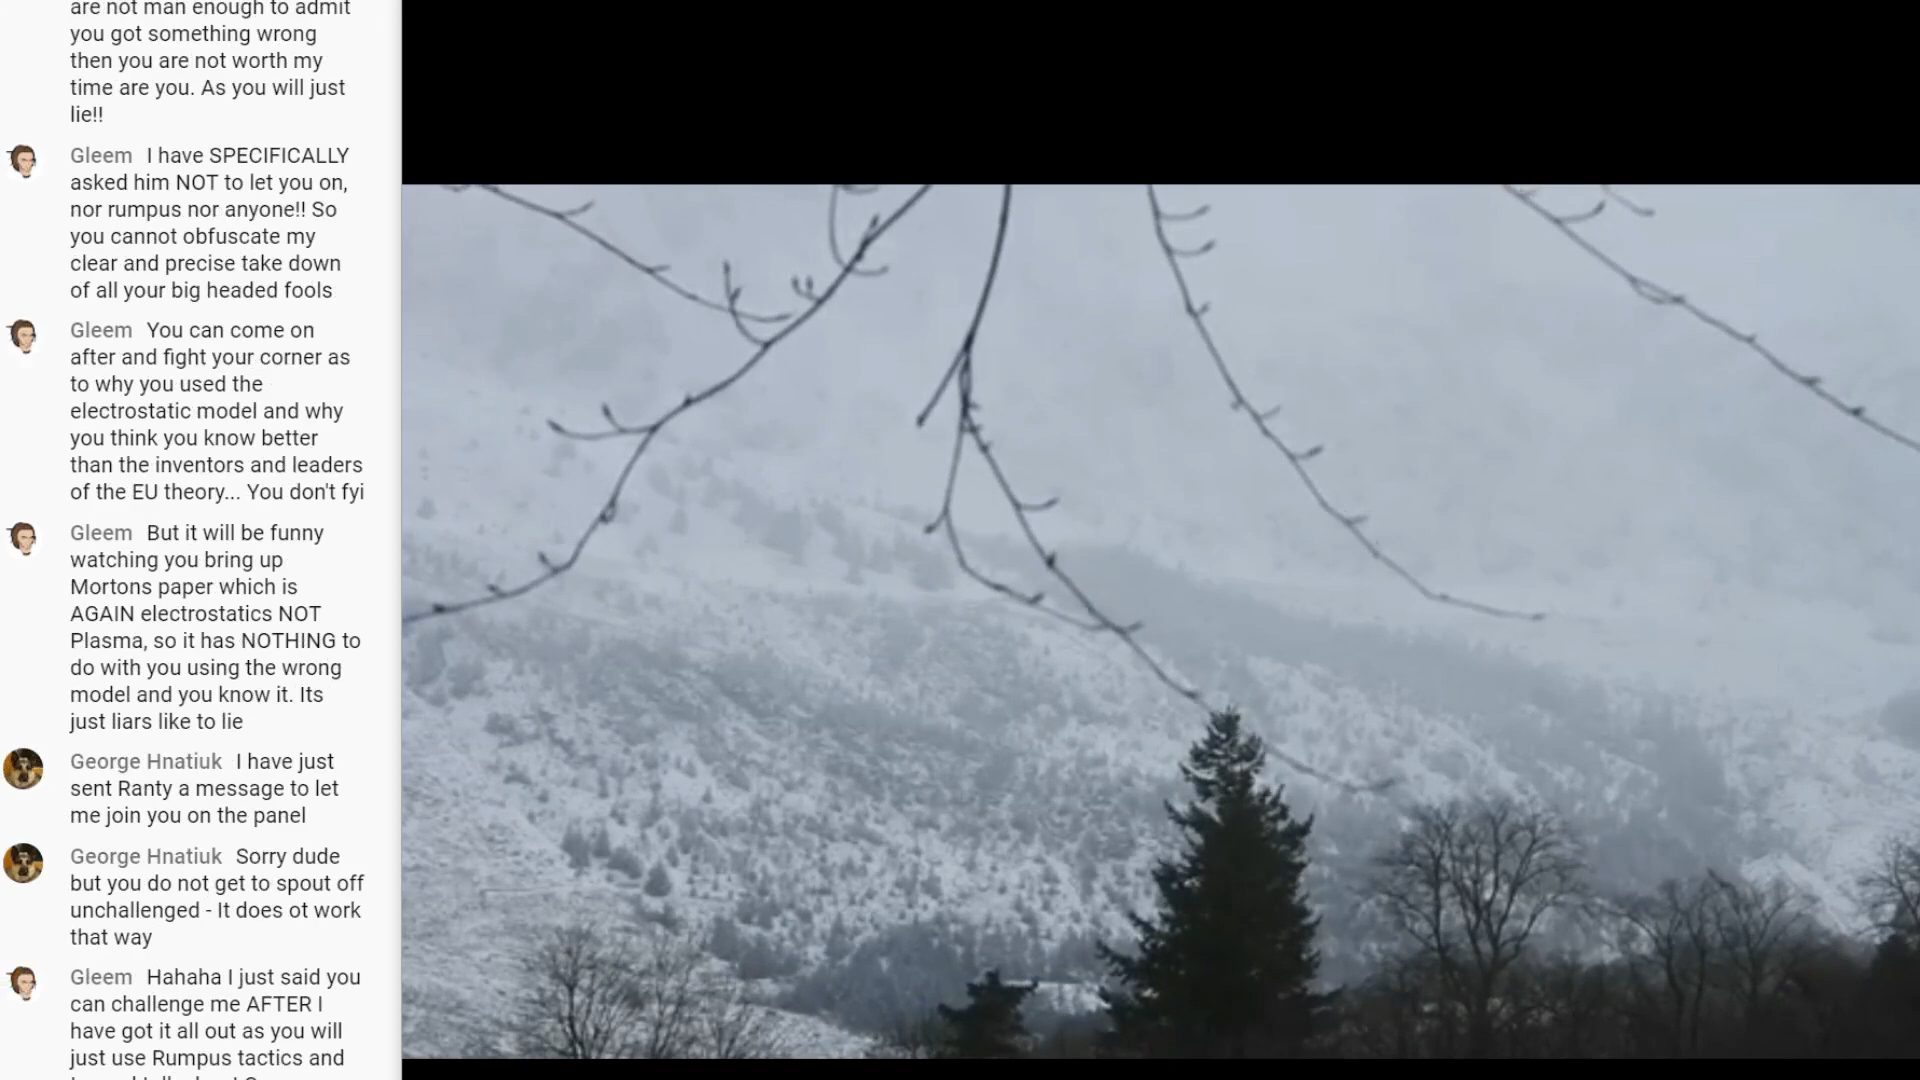 are not man enough to admit
you got something wrong
then you are not worth my
time are you. As you will just
lie!!
Gleem I have SPECIFICALLY
asked him NOT to let you on,
nor rumpus nor anyone!! So
you cannot obfuscate my
clear and precise take down
of all your big headed fools
Gleem You can come on
after and fight your corner as
to why you used the
electrostatic model and why
you think you know better
than the inventors and leaders
of the EU theory... You don't fyi
Gleem But it will be funny
watching you bring up
Mortons paper which is
AGAIN electrostatics NOT
Plasma, so it has NOTHING to
do with you using the wrong
model and you know it. Its
just liars like to lie
George Hnatiuk I have just
sent Ranty a message to let
me join you on the panel
George Hnatiuk Sorry dude
but you do not get to spout off
unchallenged - It does ot work
that way
Gleem Hahaha I just said you
can challenge me AFTER I
have got it all out as you will
just use Rumpus tactics and